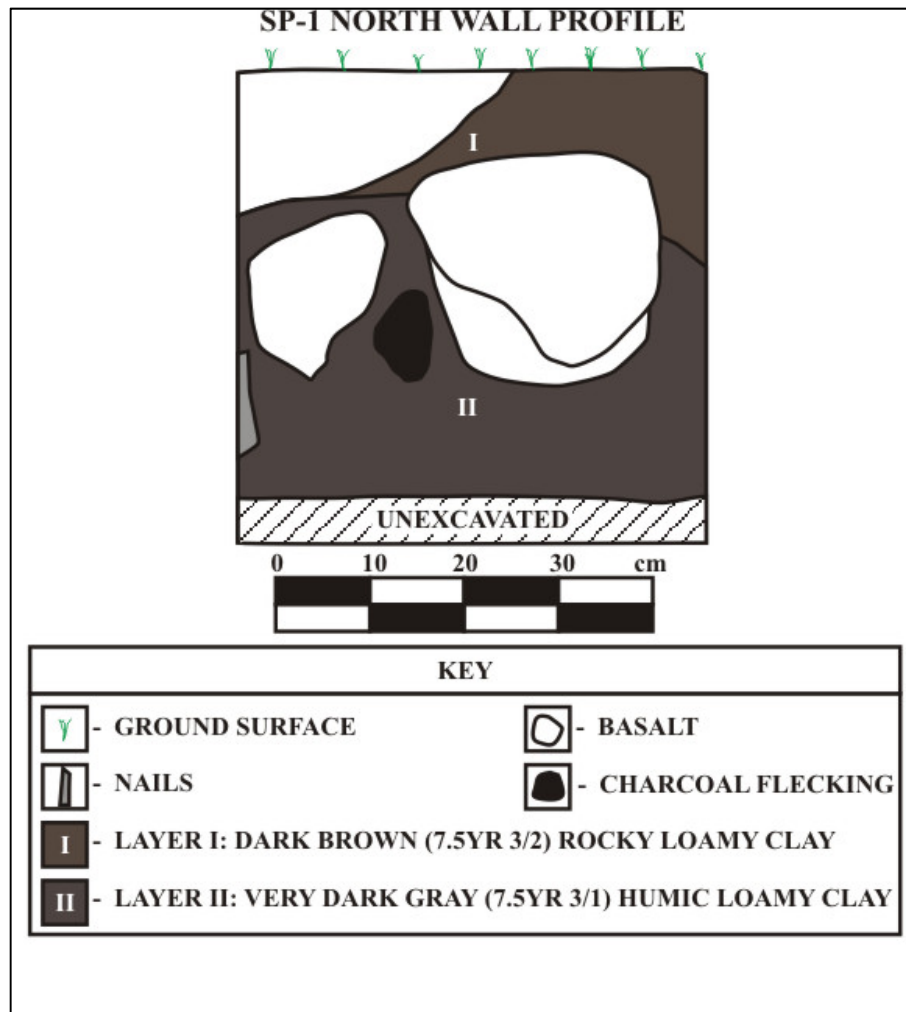 SP-1 NORTH WALL PROFILE
I
II
UNEXCAVATED
0 10 20 30 cm
KEY
- GROUND SURFACE
- BASALT
- NAILS
- CHARCOAL FLECKING
I - LAYER I: DARK BROWN (7.5YR 3/2) ROCKY LOAMY CLAY
II - LAYER II: VERY DARK GRAY (7.5YR 3/1) HUMIC LOAMY CLAY